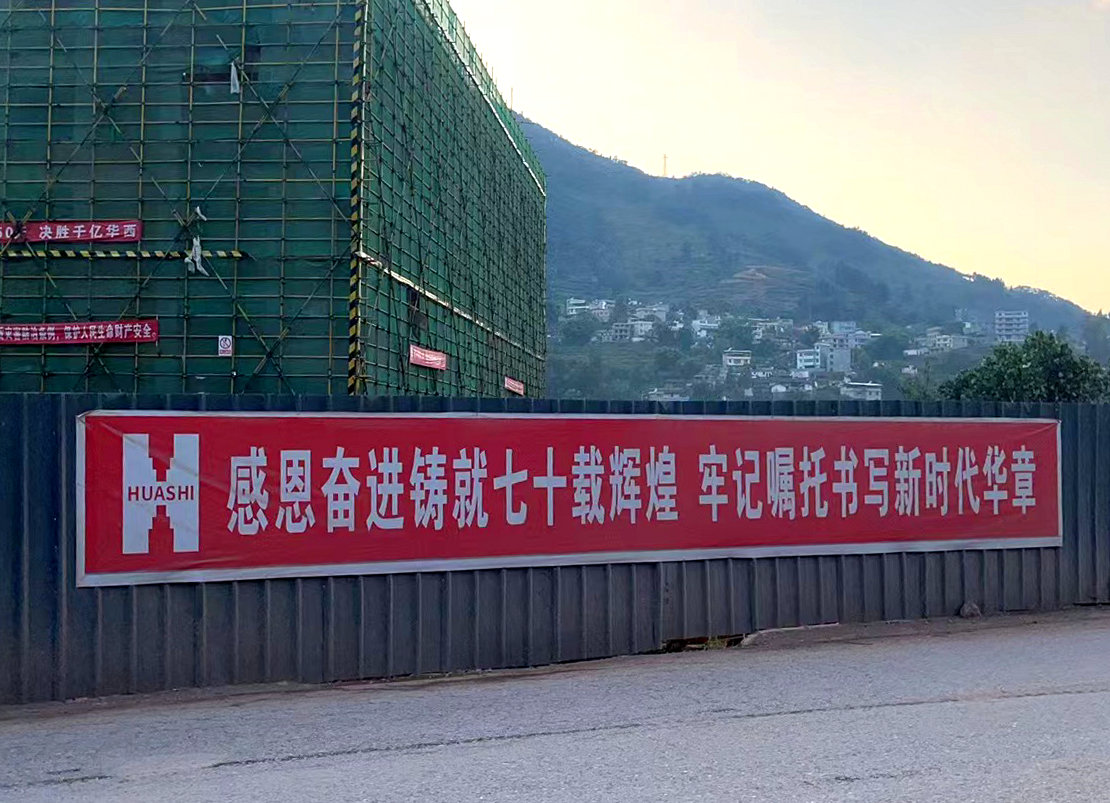 决胜千亿华西
保护人民生命财产安全。
HUASHI
感恩奋进铸就七十载辉煌 牢记嘱托书写新时代华章